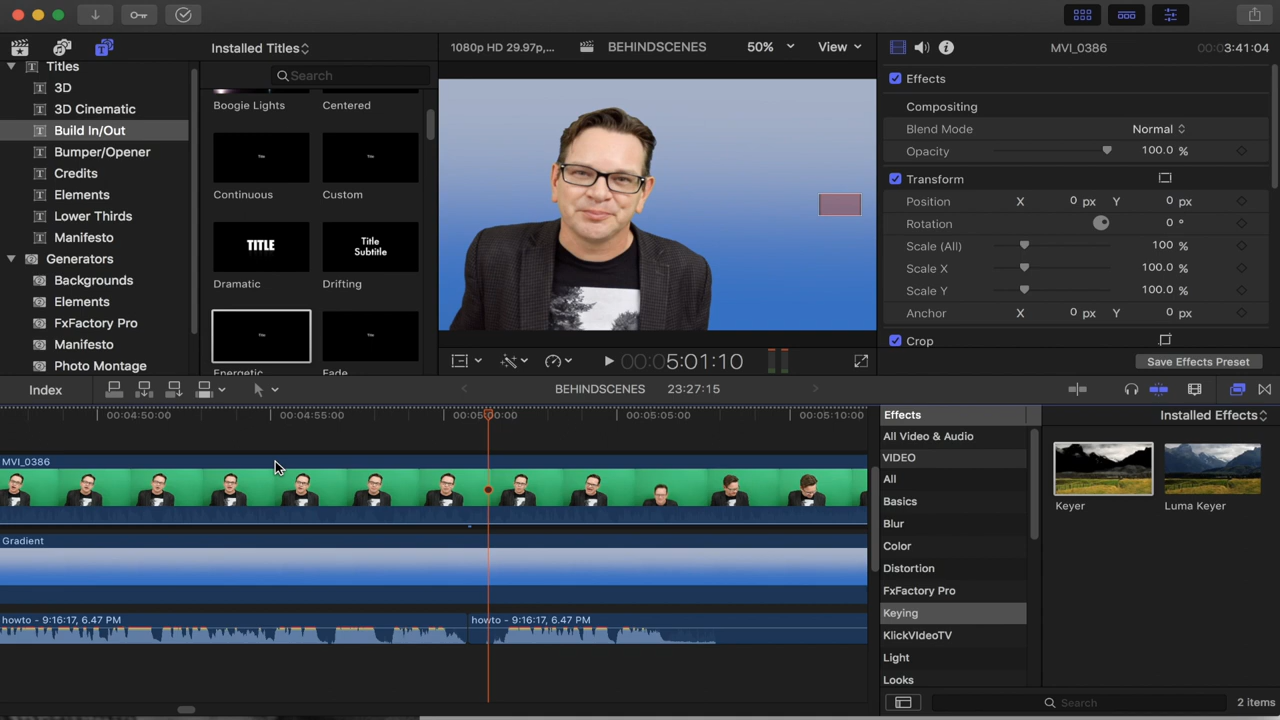 Installed Titles
1080p HD 29.97p,...
BEHINDSCENES
50%
View
MVI_0386
3:41:04
Titles
3D
3D Cinematic
Build In/Out
Bumper/Opener
Credits
Elements
Lower Thirds
Manifesto
Generators
Backgrounds
Elements
FxFactory Pro
Manifesto
Photo Montage
Search
Boogie Lights
Centered
Title
Title
Continuous
Custom
TITLE
Title
Subtitle
Dramatic
Drifting
Title
Title
Energetic
Fade
Effects
Compositing
Blend Mode
Normal
Opacity
100.0 %
Transform
Position
X 0 px Y 0 px
Rotation
0 °
Scale (All)
100 %
Scale X
100.0 %
Scale Y
100.0 %
Anchor
X 0 px Y 0 px
Crop
Save Effects Preset
00:00 5:01:10
Index
BEHINDSCENES
23:27:15
00:04:50:00
00:04:55:00
00:05:00:00
00:05:05:00
00:05:10:00
MVI_0386
Gradient
howto - 9:16:17, 6.47 PM
howto - 9:16:17, 6.47 PM
Effects
Installed Effects
All Video & Audio
VIDEO
All
Basics
Blur
Color
Distortion
FxFactory Pro
Keying
KlickVideoTV
Light
Looks
Keyer
Luma Keyer
Search
2 items